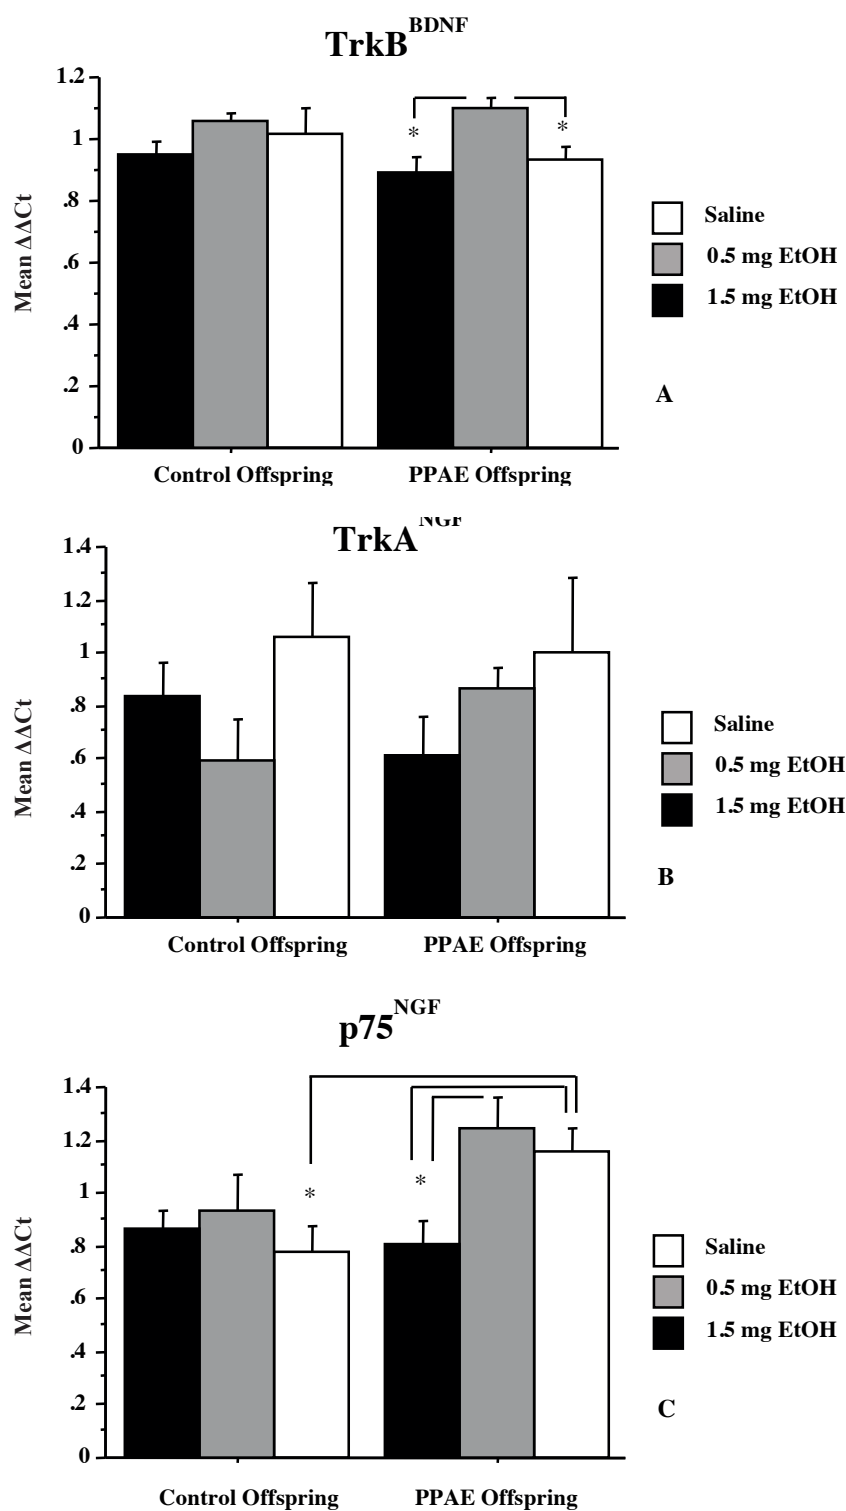 TrkB^BDNF
1.2
1
.8
.6
.4
.2
0
Mean ΔΔCt
*
*
Control Offspring
PPAE Offspring
Saline
0.5 mg EtOH
1.5 mg EtOH
A
TrkA^NGF
1.4
1.2
1
.8
.6
.4
.2
0
Mean ΔΔCt
Control Offspring
PPAE Offspring
Saline
0.5 mg EtOH
1.5 mg EtOH
B
p75^NGF
1.4
1.2
1
.8
.6
.4
.2
0
Mean ΔΔCt
*
*
Control Offspring
PPAE Offspring
Saline
0.5 mg EtOH
1.5 mg EtOH
C